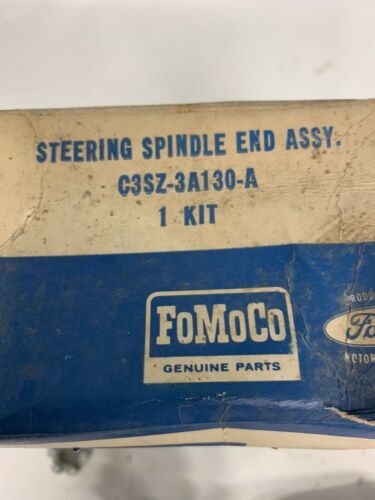 STEERING SPINDLE END ASSY.
C3SZ-3A130-A
1 KIT
FoMoCo
GENUINE PARTS